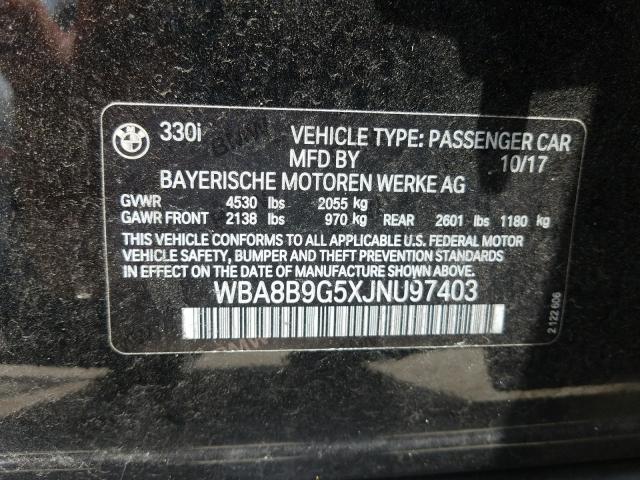 BMW 330i VEHICLE TYPE: PASSENGER CAR
MFD BY 10/17
BAYERISCHE MOTOREN WERKE AG
GVWR 4530 lbs 2055 kg
GAWR FRONT 2138 lbs 970 kg REAR 2601 lbs 1180 kg
THIS VEHICLE CONFORMS TO ALL APPLICABLE U.S. FEDERAL MOTOR
VEHICLE SAFETY, BUMPER AND THEFT PREVENTION STANDARDS
IN EFFECT ON THE DATE OF MANUFACTURE SHOWN ABOVE.
WBA8B9G5XJNU97403
2 122 606
BMW
BMW